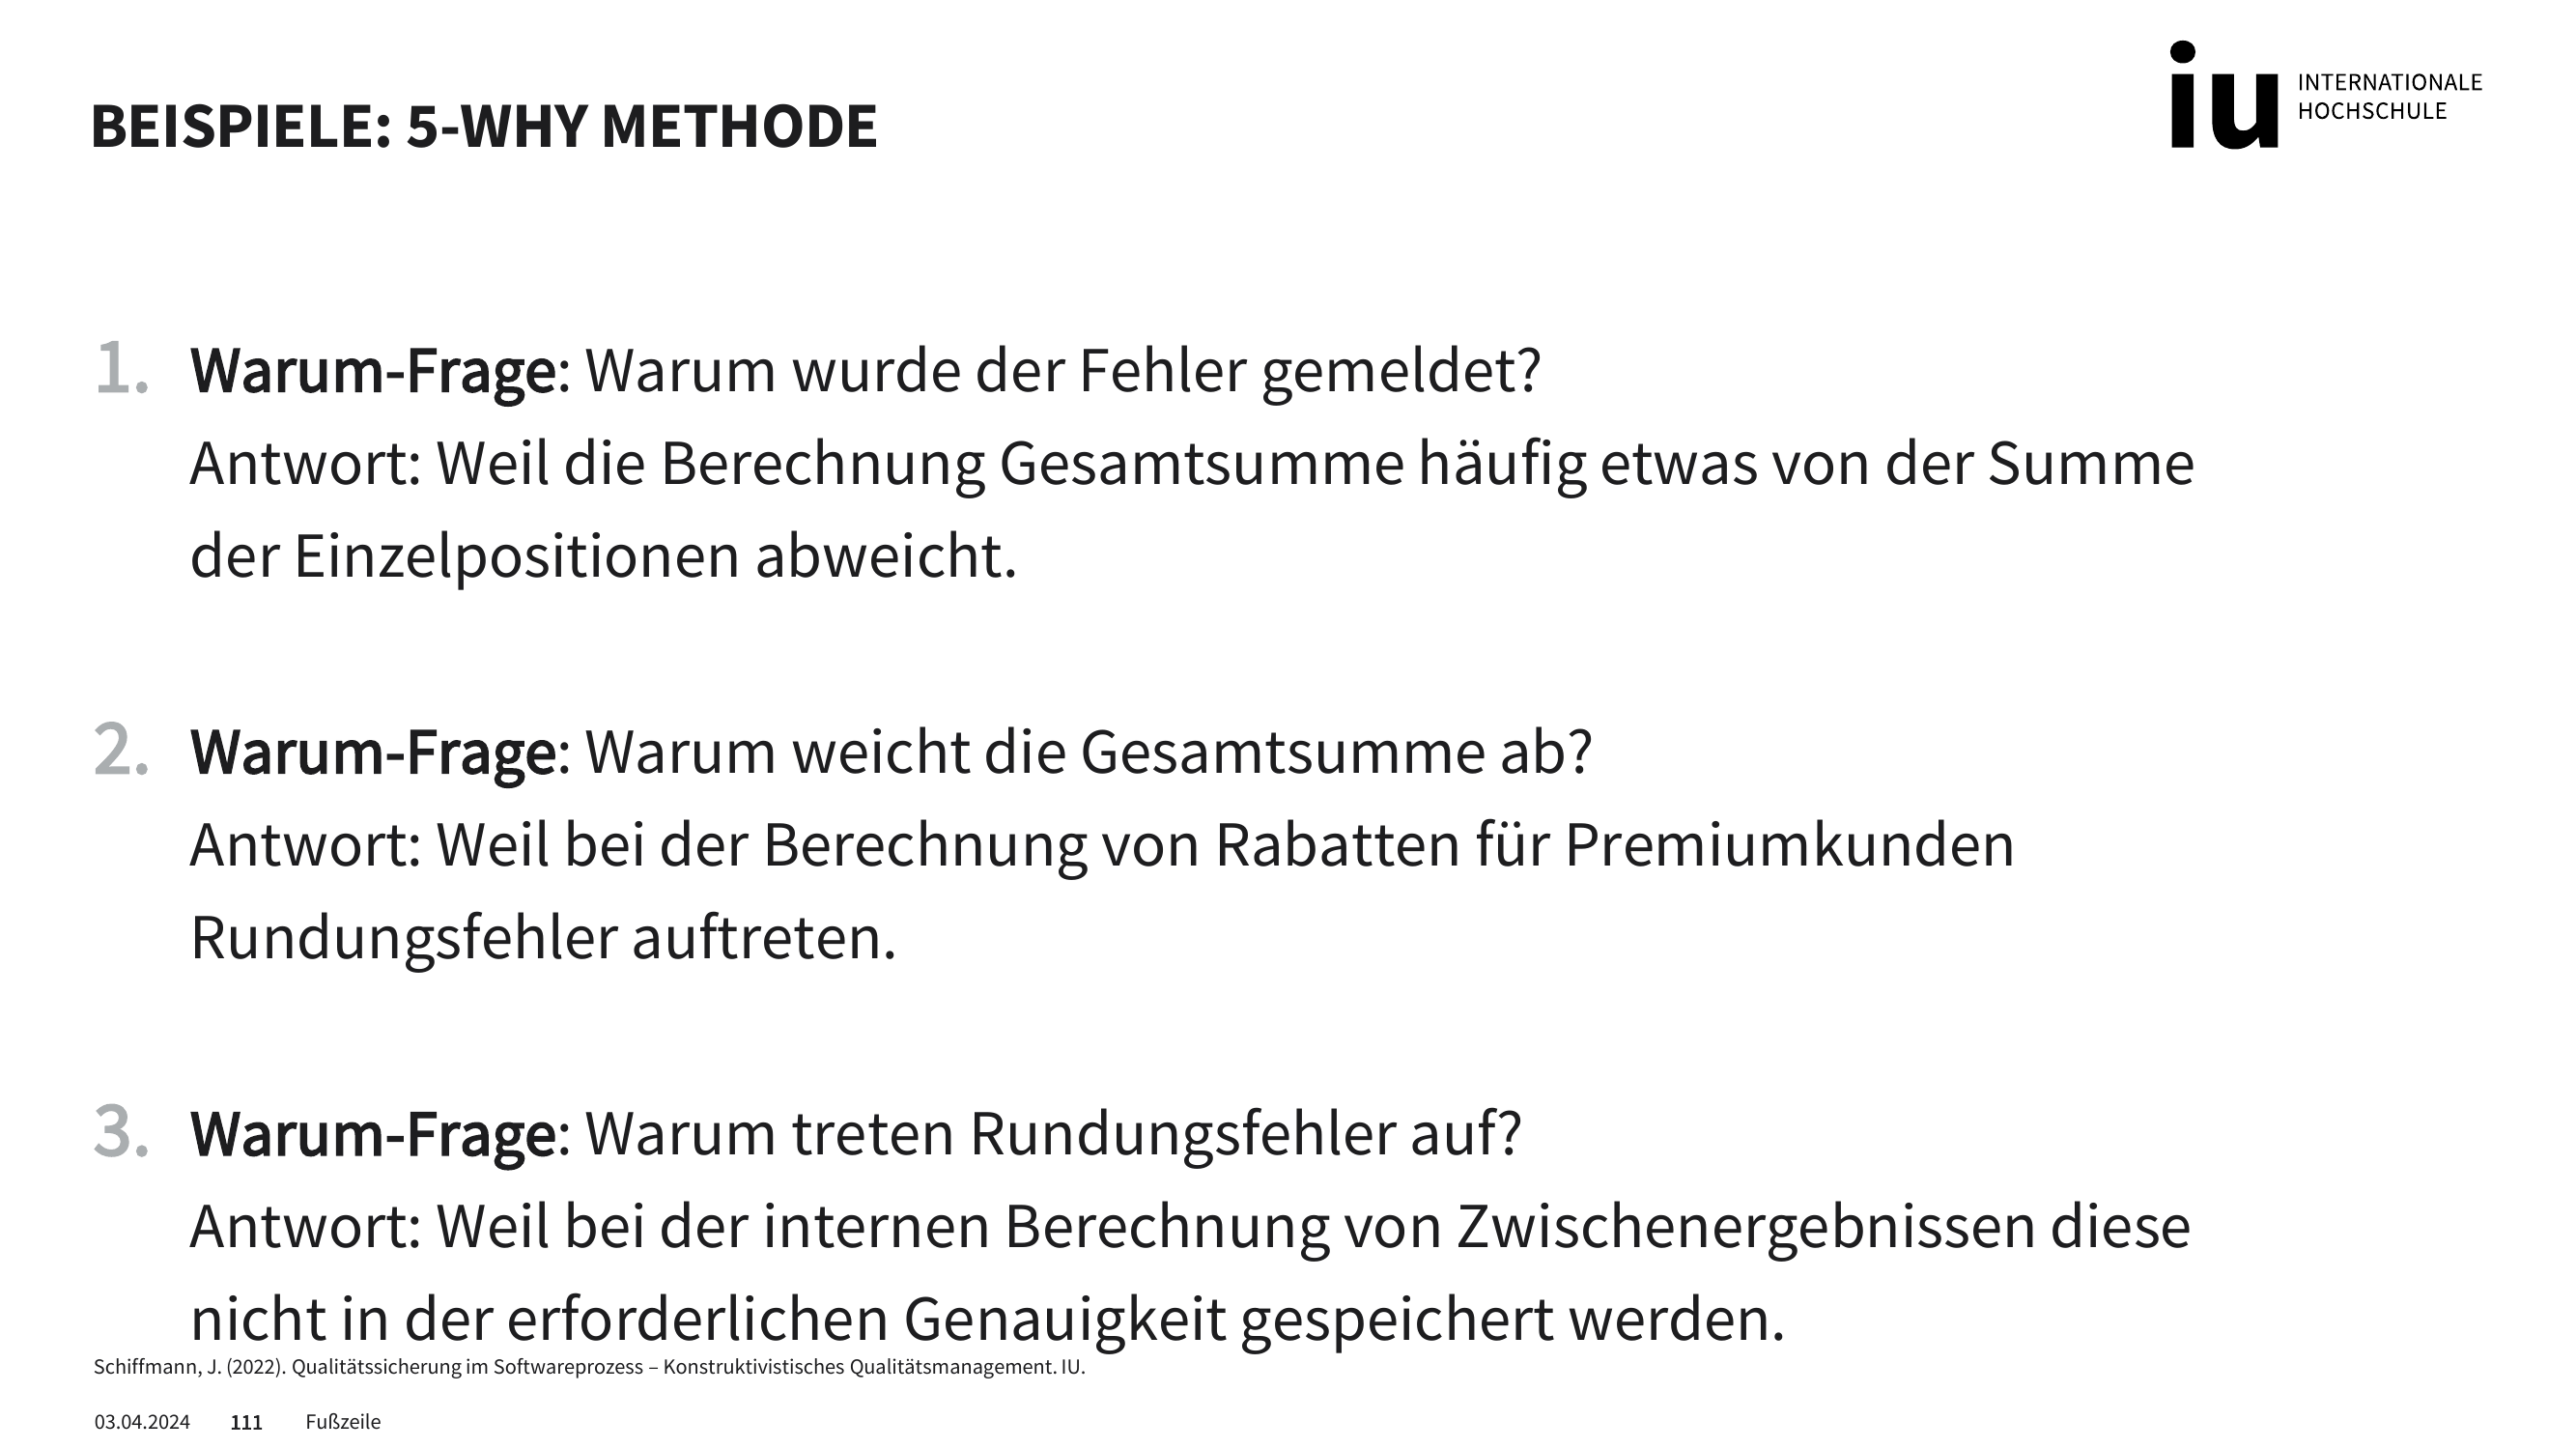 BEISPIELE: 5-WHY METHODE
iu INTERNATIONALE
HOCHSCHULE
1. Warum-Frage: Warum wurde der Fehler gemeldet?
Antwort: Weil die Berechnung Gesamtsumme häufig etwas von der Summe
der Einzelpositionen abweicht.
2. Warum-Frage: Warum weicht die Gesamtsumme ab?
Antwort: Weil bei der Berechnung von Rabatten für Premiumkunden
Rundungsfehler auftreten.
3. Warum-Frage: Warum treten Rundungsfehler auf?
Antwort: Weil bei der internen Berechnung von Zwischenergebnissen diese
nicht in der erforderlichen Genauigkeit gespeichert werden.
Schiffmann, J. (2022). Qualitätssicherung im Softwareprozess – Konstruktivistisches Qualitätsmanagement. IU.
03.04.2024 111 Fußzeile